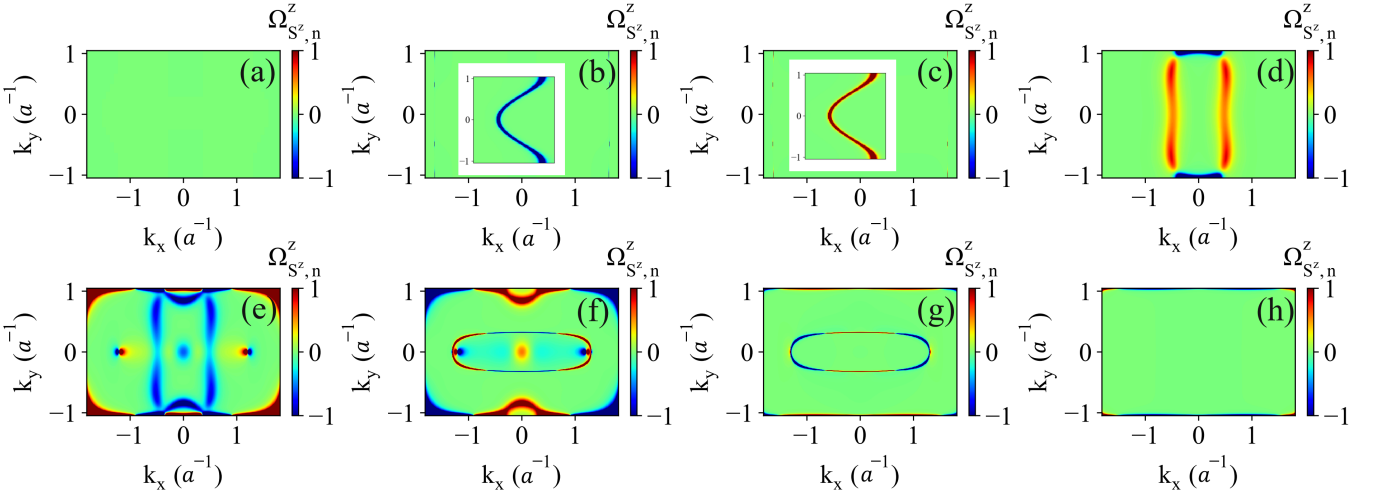 Ω^z_{S^z,n} Ω^z_{S^z,n} Ω^z_{S^z,n} Ω^z_{S^z,n}
1 (a) 1 1 (b) 1 1 (c) 1 1 (d) 1
1 1
k_y (a^−1) 0 0 k_y (a^−1) 0 0 0 k_y (a^−1) 0 0 0 k_y (a^−1) 0 0
−1 −1
−1 −1 −1 −1 −1 −1 −1 −1
−1 0 1 −1 0 1 −1 0 1 −1 0 1
k_x (a^−1) k_x (a^−1) k_x (a^−1) k_x (a^−1)
Ω^z_{S^z,n} Ω^z_{S^z,n} Ω^z_{S^z,n} Ω^z_{S^z,n}
1 (e) 1 1 (f) 1 1 (g) 1 1 (h) 1
k_y (a^−1) 0 0 k_y (a^−1) 0 0 k_y (a^−1) 0 0 k_y (a^−1) 0 0
−1 −1 −1 −1 −1 −1 −1 −1
−1 0 1 −1 0 1 −1 0 1 −1 0 1
k_x (a^−1) k_x (a^−1) k_x (a^−1) k_x (a^−1)